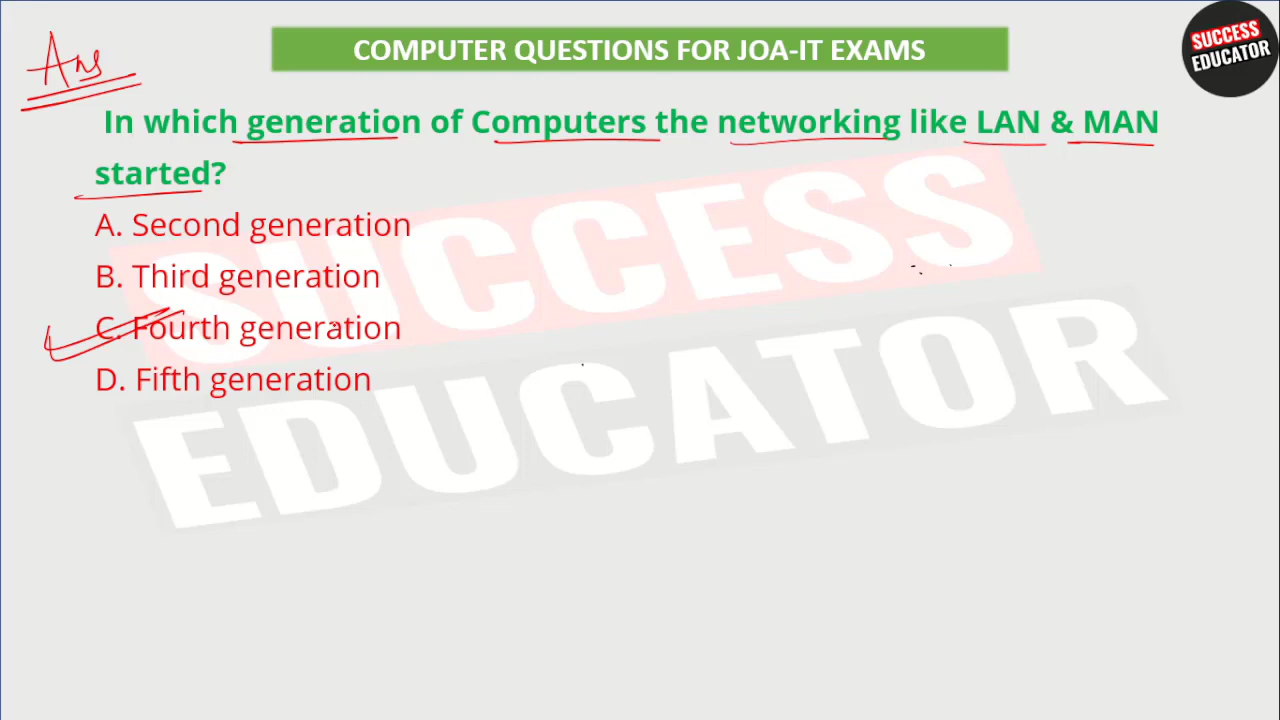 Ans
COMPUTER QUESTIONS FOR JOA-IT EXAMS
SUCCESS
EDUCATOR
In which generation of Computers the networking like LAN & MAN
started?
A. Second generation
B. Third generation
C. Fourth generation
D. Fifth generation
SUCCESS
EDUCATOR